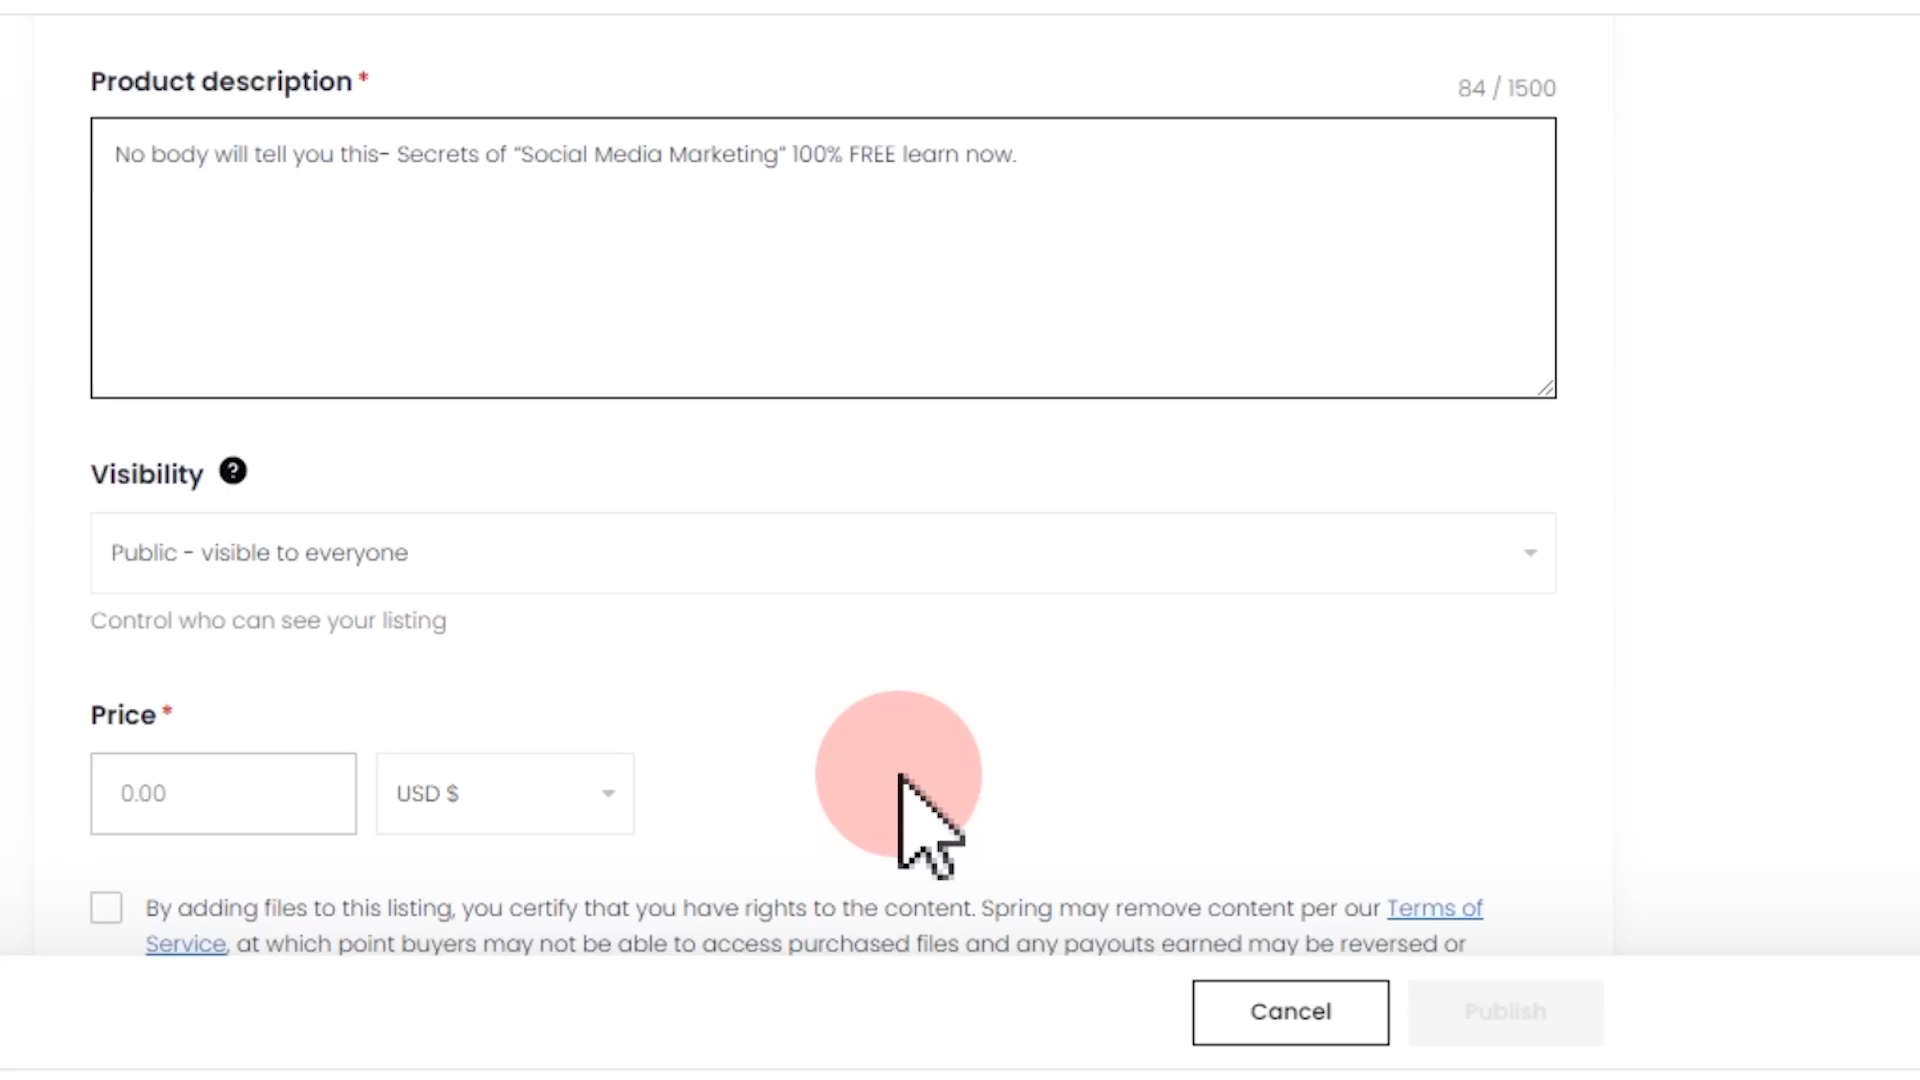 Product description *
84 / 1500
No body will tell you this- Secrets of "Social Media Marketing" 100% FREE learn now.
Visibility ?
Public - visible to everyone
Control who can see your listing
Price *
0.00
USD $
By adding files to this listing, you certify that you have rights to the content. Spring may remove content per our Terms of
Service, at which point buyers may not be able to access purchased files and any payouts earned may be reversed or
Cancel
Publish